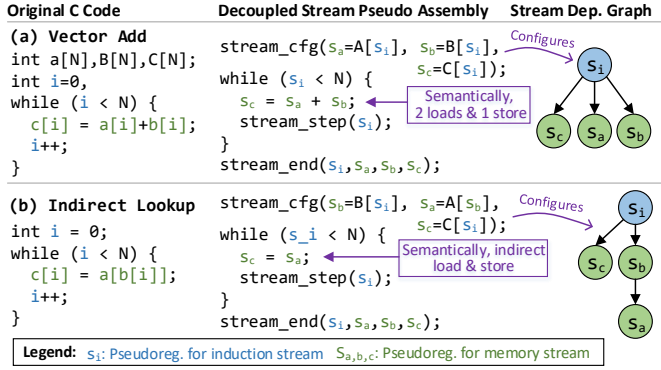 Original C Code
Decoupled Stream Pseudo Assembly
Stream Dep. Graph
(a) Vector Add
int a[N],B[N],C[N];
int i=0,
while (i < N) {
c[i] = a[i]+b[i];
i++;
}
stream_cfg(sa=A[si], sb=B[si],
sc=C[si]);
while (si < N) {
sc = sa + sb;
stream_step(si);
}
stream_end(si,sa,sb,sc);
Semantically,
2 loads & 1 store
Configures
si
sc
sa
sb
(b) Indirect Lookup
int i = 0;
while (i < N) {
c[i] = a[b[i]];
i++;
}
stream_cfg(sb=B[si], sa=A[sb],
sc=C[si]);
while (s_i < N) {
sc = sa;
stream_step(si);
}
stream_end(si,sa,sb,sc);
Semantically, indirect
load & store
Configures
si
sc
sb
sa
Legend: si: Pseudoreg. for induction stream Sa,b,c: Pseudoreg. for memory stream